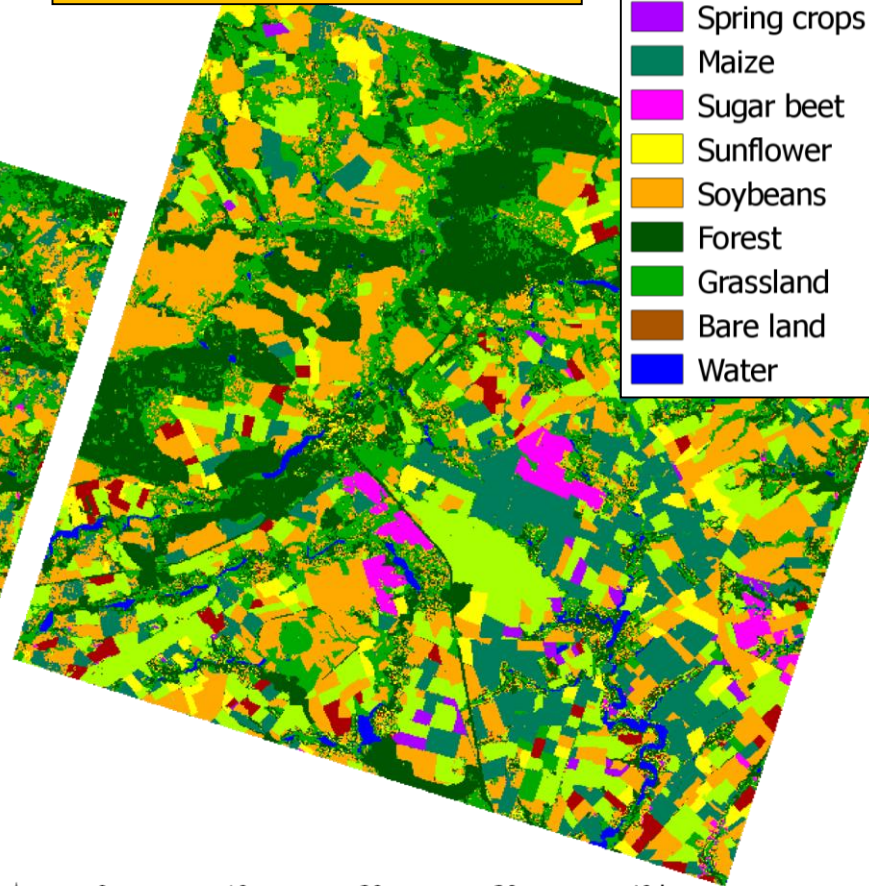 Spring crops
Maize
Sugar beet
Sunflower
Soybeans
Forest
Grassland
Bare land
Water